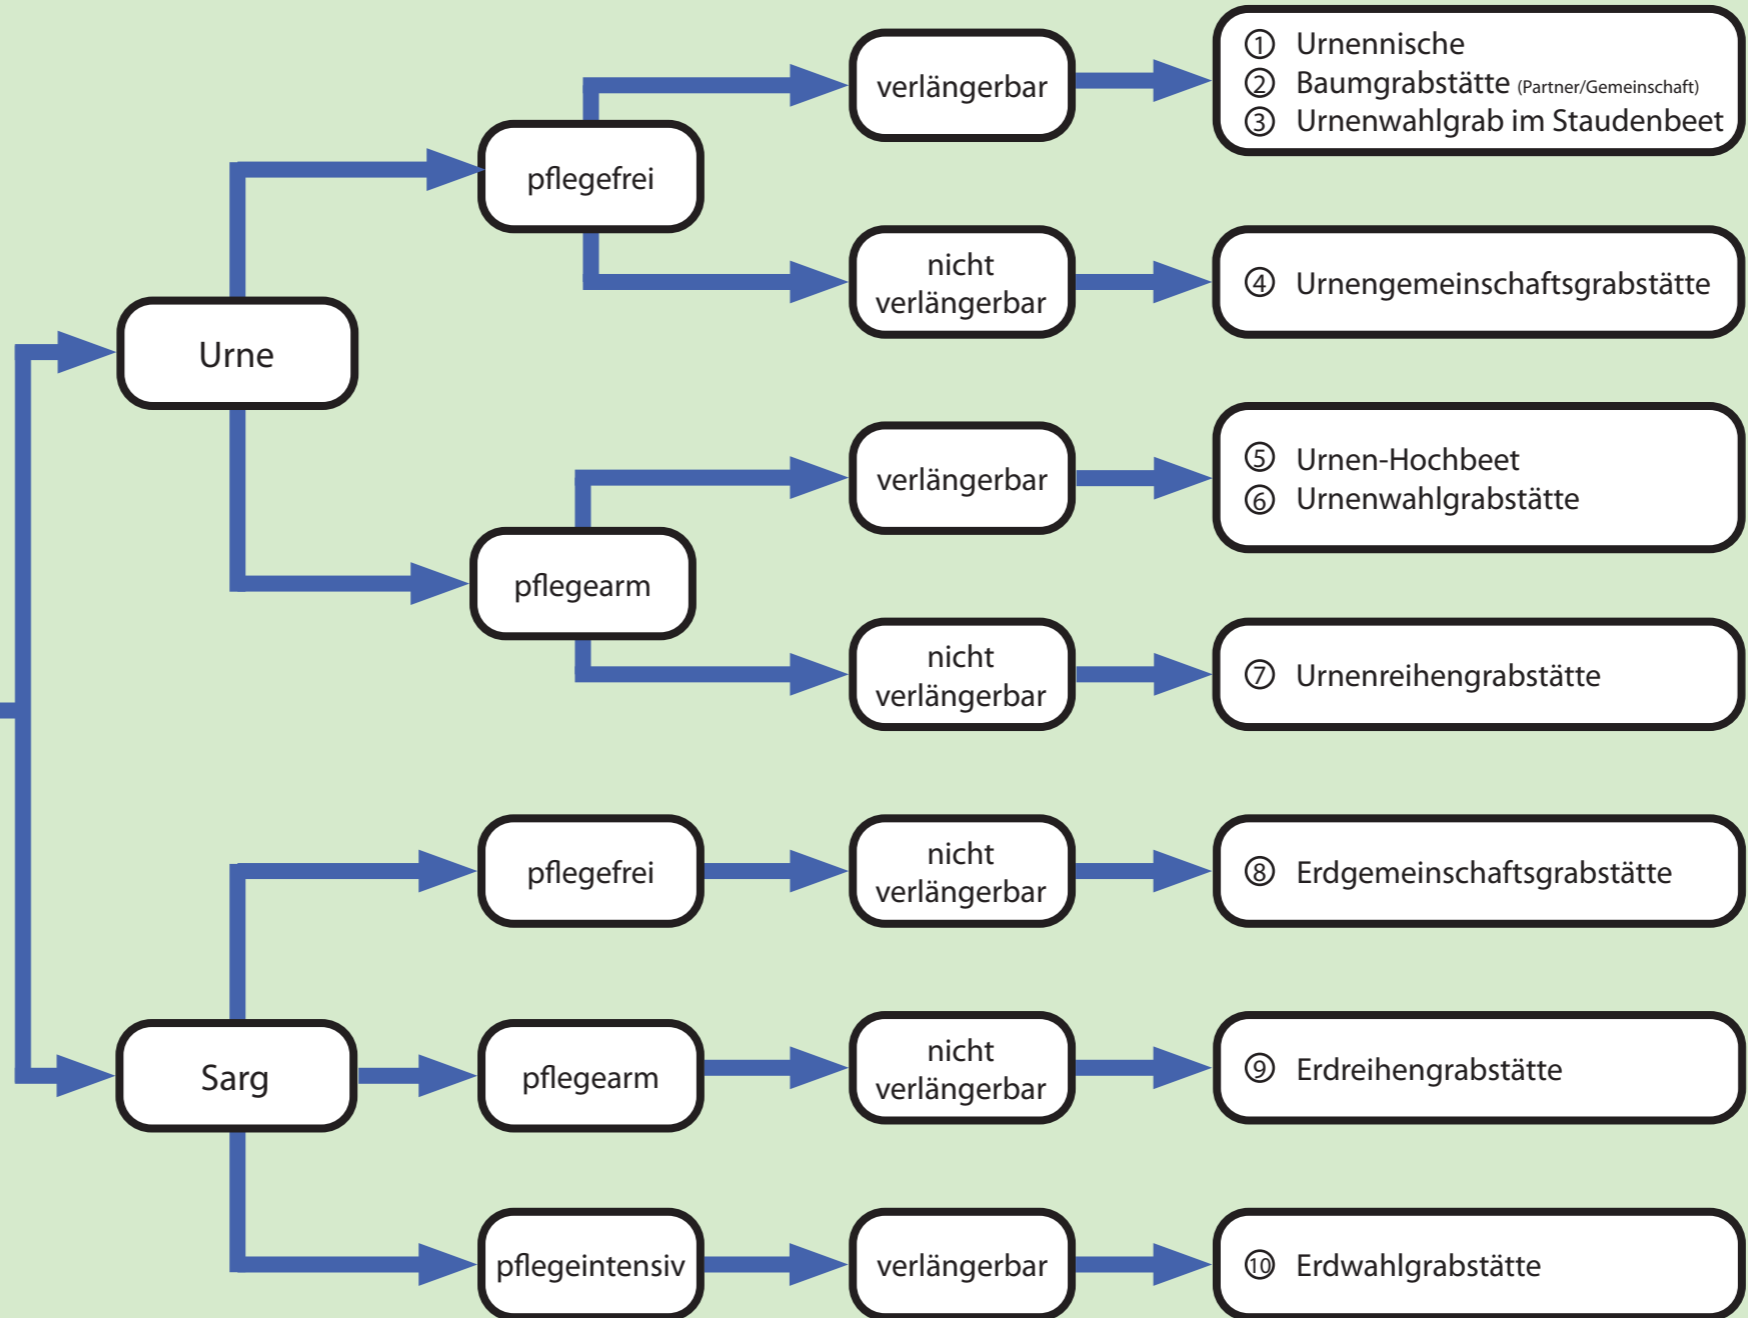 Urne
pflegefrei
verlängerbar
① Urnennische
② Baumgrabstätte (Partner/Gemeinschaft)
③ Urnenwahlgrab im Staudenbeet
nicht
verlängerbar
④ Urnengemeinschaftsgrabstätte
pflegearm
verlängerbar
⑤ Urnen-Hochbeet
⑥ Urnenwahlgrabstätte
nicht
verlängerbar
⑦ Urnenreihengrabstätte
Sarg
pflegefrei
nicht
verlängerbar
⑧ Erdgemeinschaftsgrabstätte
pflegearm
nicht
verlängerbar
⑨ Erdreihengrabstätte
pflegeintensiv
verlängerbar
⑩ Erdwahlgrabstätte